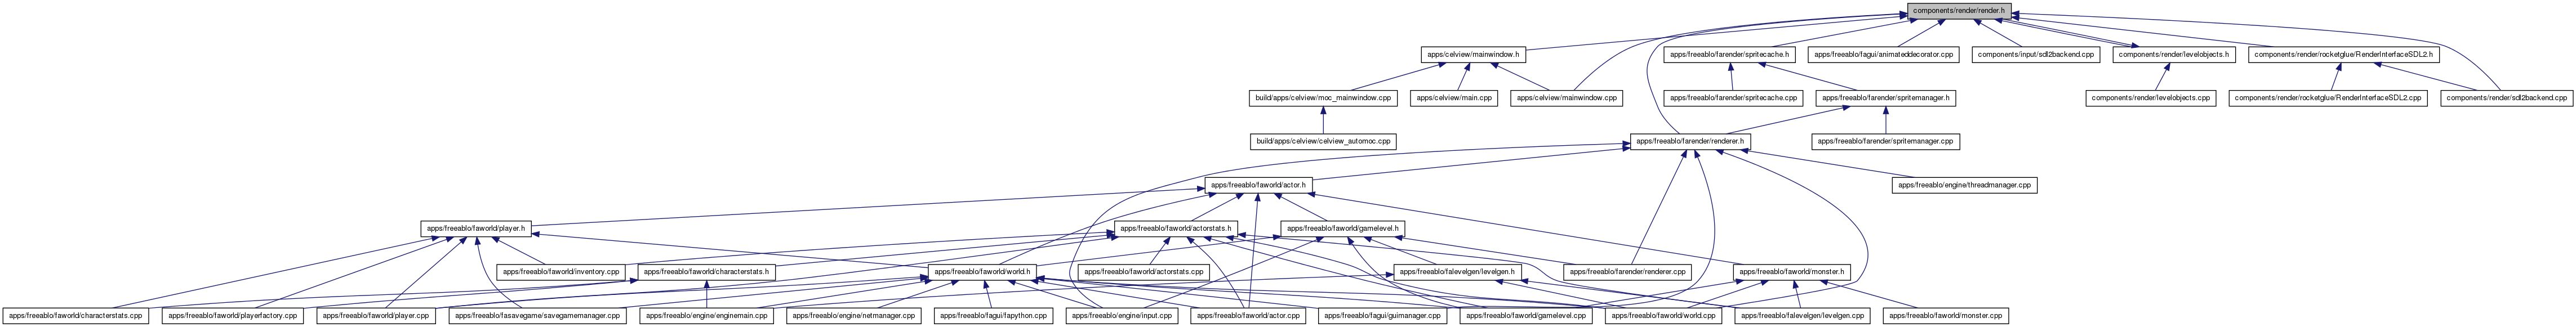 components/render/render.h
apps/celview/mainwindow.h
apps/freeablo/farender/spritecache.h
apps/freeablo/fagui/animateddecorator.cpp
components/input/sdl2backend.cpp
components/render/levelobjects.h
components/render/rocketglue/RenderInterfaceSDL2.h
build/apps/celview/moc_mainwindow.cpp
apps/celview/main.cpp
apps/celview/mainwindow.cpp
apps/freeablo/farender/spritecache.cpp
apps/freeablo/farender/spritemanager.h
components/render/levelobjects.cpp
components/render/rocketglue/RenderInterfaceSDL2.cpp
components/render/sdl2backend.cpp
build/apps/celview/celview_automoc.cpp
apps/freeablo/farender/renderer.h
apps/freeablo/farender/spritemanager.cpp
apps/freeablo/faworld/actor.h
apps/freeablo/engine/threadmanager.cpp
apps/freeablo/faworld/player.h
apps/freeablo/faworld/actorstats.h
apps/freeablo/faworld/gamelevel.h
apps/freeablo/faworld/inventory.cpp
apps/freeablo/faworld/characterstats.h
apps/freeablo/faworld/world.h
apps/freeablo/faworld/actorstats.cpp
apps/freeablo/falevelgen/levelgen.h
apps/freeablo/farender/renderer.cpp
apps/freeablo/faworld/monster.h
apps/freeablo/faworld/characterstats.cpp
apps/freeablo/faworld/playerfactory.cpp
apps/freeablo/faworld/player.cpp
apps/freeablo/fasavegame/savegamemanager.cpp
apps/freeablo/engine/enginemain.cpp
apps/freeablo/engine/netmanager.cpp
apps/freeablo/fagui/fapython.cpp
apps/freeablo/engine/input.cpp
apps/freeablo/faworld/actor.cpp
apps/freeablo/fagui/guimanager.cpp
apps/freeablo/faworld/gamelevel.cpp
apps/freeablo/faworld/world.cpp
apps/freeablo/falevelgen/levelgen.cpp
apps/freeablo/faworld/monster.cpp